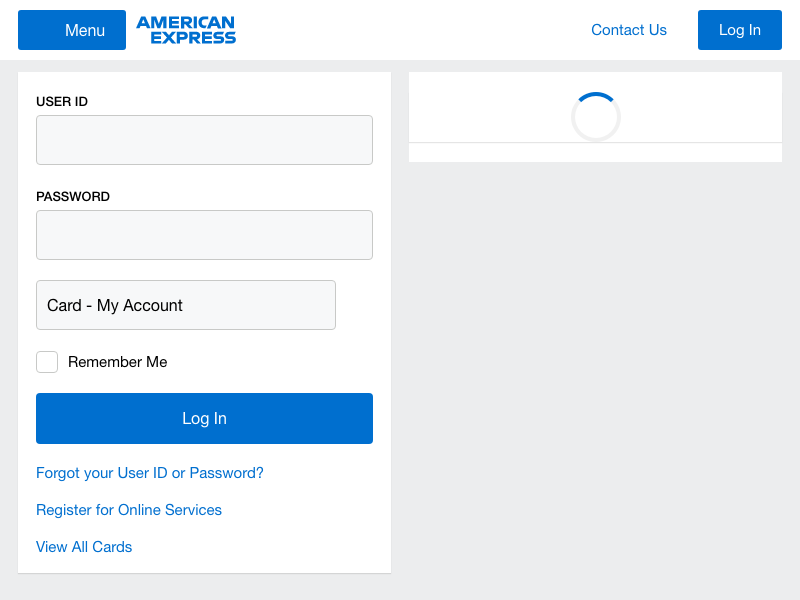 Menu
AMERICAN
EXPRESS
Contact Us
Log In
USER ID
PASSWORD
Card - My Account
Remember Me
Log In
Forgot your User ID or Password?
Register for Online Services
View All Cards